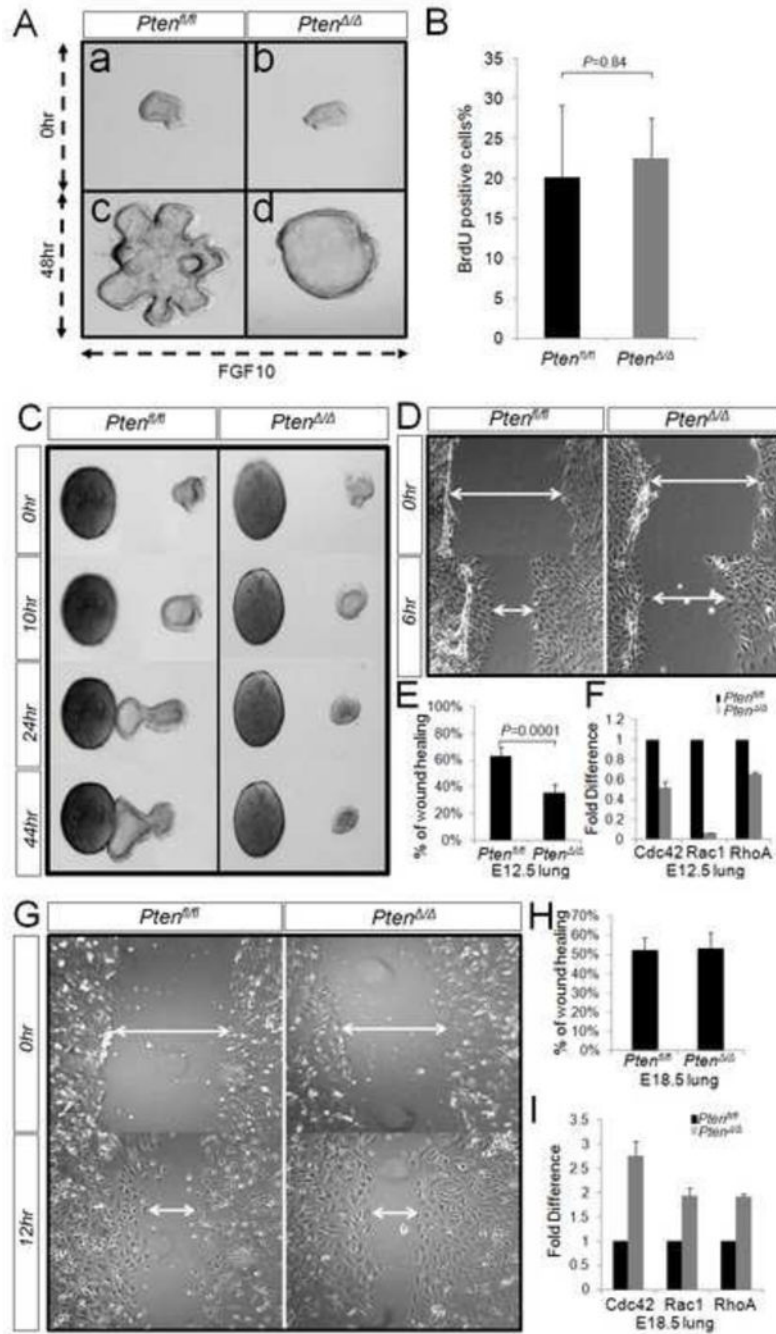 A
Pten^fl/fl
Pten^Δ/Δ
a
b
0hr
c
d
48hr
FGF10
B
P=0.84
BrdU positive cells%
35
30
25
20
15
10
5
0
Pten^fl/fl
Pten^Δ/Δ
C
Pten^fl/fl
Pten^Δ/Δ
0hr
10hr
24hr
44hr
D
Pten^fl/fl
Pten^Δ/Δ
0hr
6hr
E
P=0.0001
% of wound healing
100%
80%
60%
40%
20%
0%
Pten^fl/fl Pten^Δ/Δ
E12.5 lung
F
Pten^fl/fl
Pten^Δ/Δ
Fold Difference
1.2
1
0.8
0.6
0.4
0.2
0
Cdc42 Rac1 RhoA
E12.5 lung
G
Pten^fl/fl
Pten^Δ/Δ
0hr
12hr
H
% of wound healing
70%
60%
50%
40%
30%
20%
10%
0%
Pten^fl/fl Pten^Δ/Δ
E18.5 lung
I
Pten^fl/fl
Pten^Δ/Δ
Fold Difference
3.5
3
2.5
2
1.5
1
0.5
0
Cdc42 Rac1 RhoA
E18.5 lung